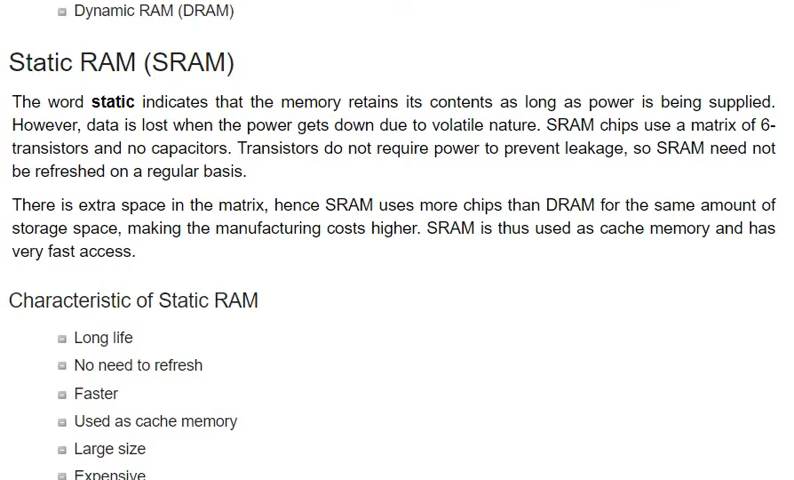 Dynamic RAM (DRAM)
Static RAM (SRAM)
The word static indicates that the memory retains its contents as long as power is being supplied.
However, data is lost when the power gets down due to volatile nature. SRAM chips use a matrix of 6-
transistors and no capacitors. Transistors do not require power to prevent leakage, so SRAM need not
be refreshed on a regular basis.
There is extra space in the matrix, hence SRAM uses more chips than DRAM for the same amount of
storage space, making the manufacturing costs higher. SRAM is thus used as cache memory and has
very fast access.
Characteristic of Static RAM
Long life
No need to refresh
Faster
Used as cache memory
Large size
Expensive